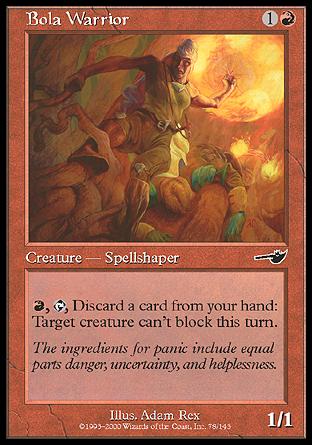 Bola Warrior 1
Creature — Spellshaper
, , Discard a card from your hand:
Target creature can't block this turn.
The ingredients for panic include equal
parts danger, uncertainty, and helplessness.
Illus. Adam Rex
©1993-2000 Wizards of the Coast, Inc. 78/143
1/1